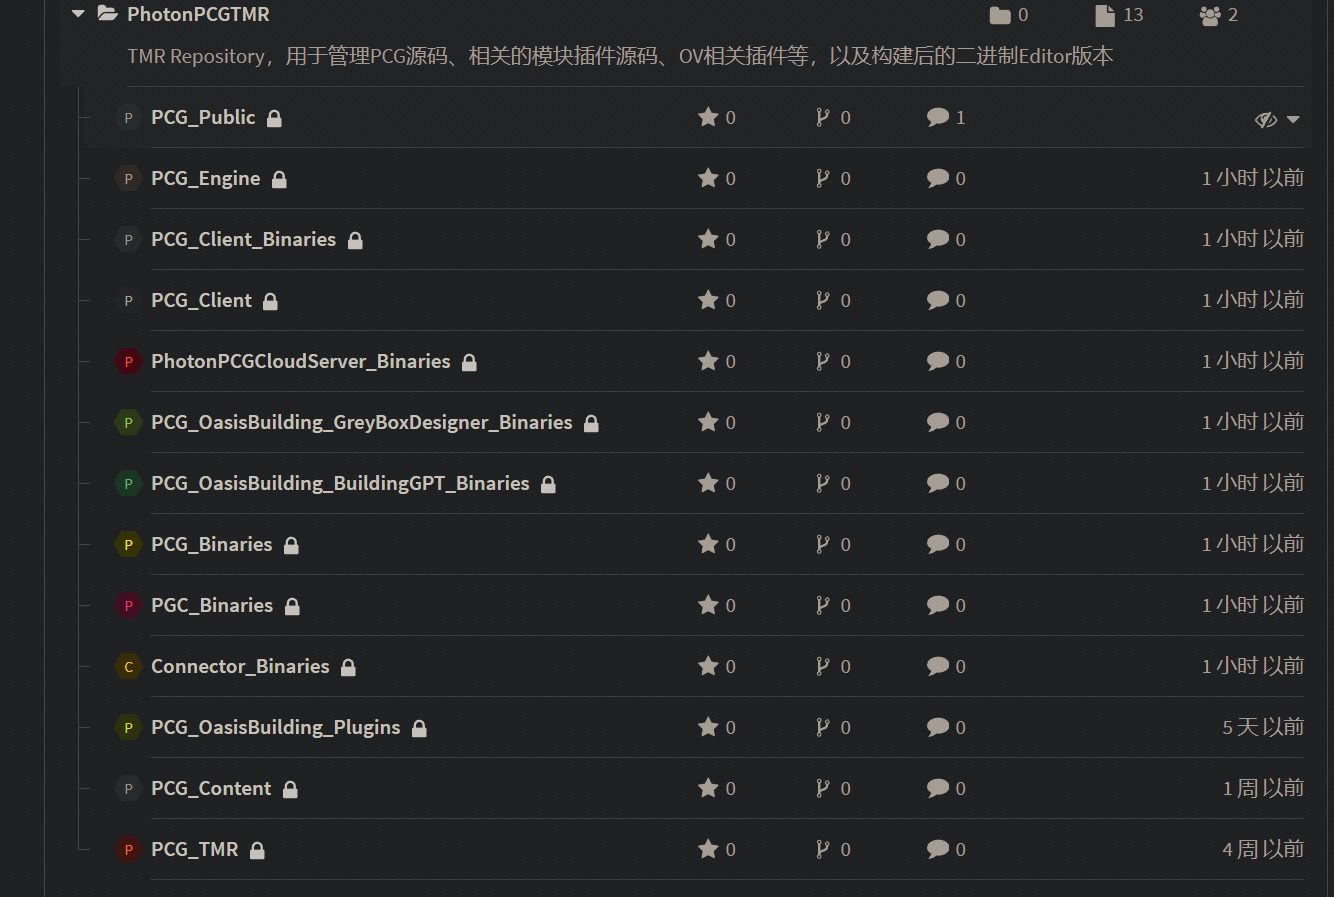 PhotonPCGTMR 0 13 2
TMR Repository，用于管理PCG源码、相关的模块插件源码、OV相关插件等，以及构建后的二进制Editor版本
P PCG_Public 0 0 1
P PCG_Engine 0 0 0 1 小时以前
P PCG_Client_Binaries 0 0 0 1 小时以前
P PCG_Client 0 0 0 1 小时以前
P PhotonPCGCloudServer_Binaries 0 0 0 1 小时以前
P PCG_OasisBuilding_GreyBoxDesigner_Binaries 0 0 0 1 小时以前
P PCG_OasisBuilding_BuildingGPT_Binaries 0 0 0 1 小时以前
P PCG_Binaries 0 0 0 1 小时以前
P PGC_Binaries 0 0 0 1 小时以前
C Connector_Binaries 0 0 0 1 小时以前
P PCG_OasisBuilding_Plugins 0 0 0 5 天以前
P PCG_Content 0 0 0 1 周以前
P PCG_TMR 0 0 0 4 周以前